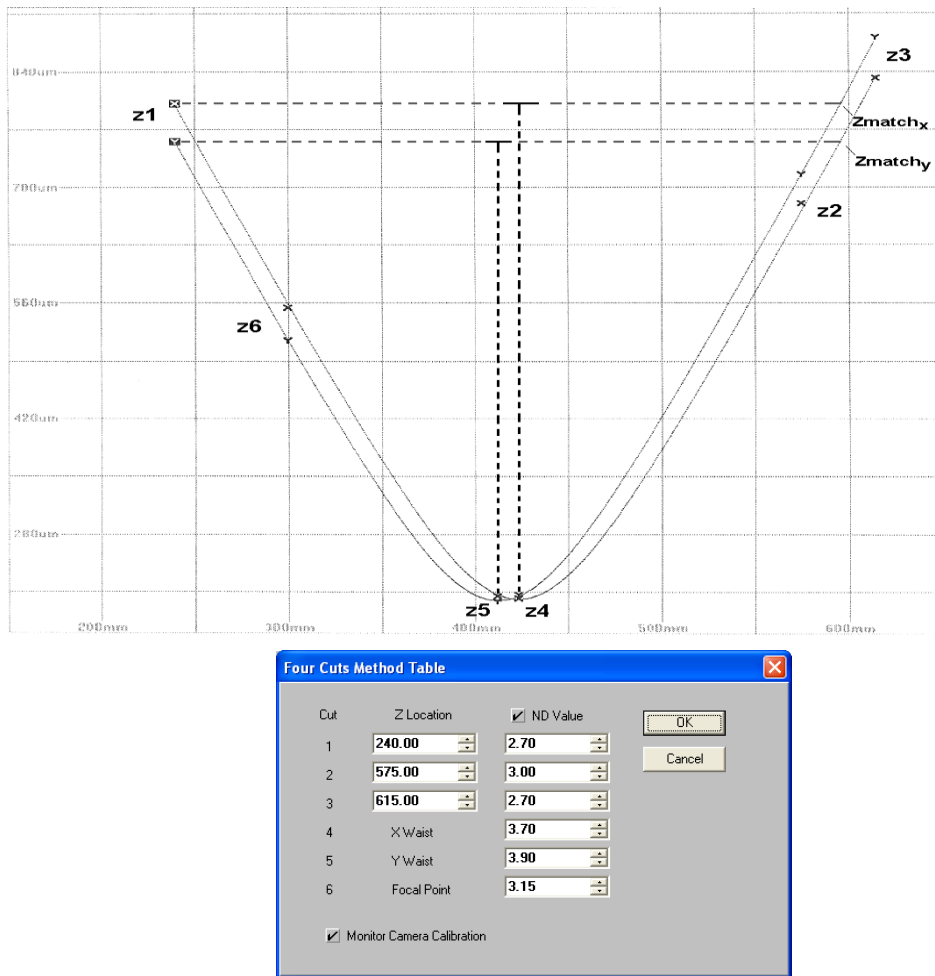 z3
840um
z1
Zmatchx
Zmatchy
700um
z2
560um
z6
420um
280um
z5 z4
200mm 300mm 400mm 500mm 600mm
Four Cuts Method Table
Cut Z Location ND Value OK
1 240.00 2.70
Cancel
2 575.00 3.00
3 615.00 2.70
4 X Waist 3.70
5 Y Waist 3.90
6 Focal Point 3.15
Monitor Camera Calibration